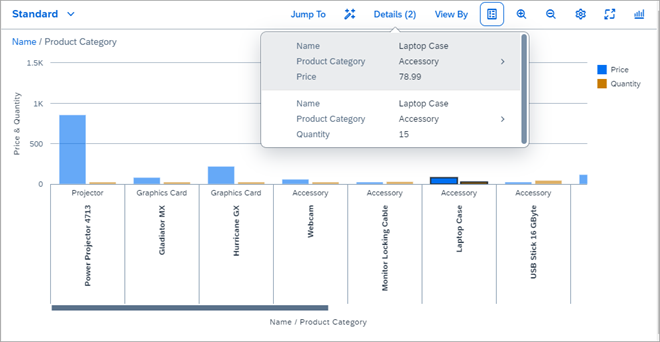 Standard
Jump To
Details (2)
View By
Name / Product Category
Name Laptop Case
Product Category Accessory
Price 78.99
Name Laptop Case
Product Category Accessory
Quantity 15
Price
Quantity
Price & Quantity
1.5K
1K
500
0
Projector
Graphics Card
Graphics Card
Accessory
Accessory
Accessory
Accessory
Power Projector 4713
Gladiator MX
Hurricane GX
Webcam
Monitor Locking Cable
Laptop Case
USB Stick 16 GByte
Name / Product Category